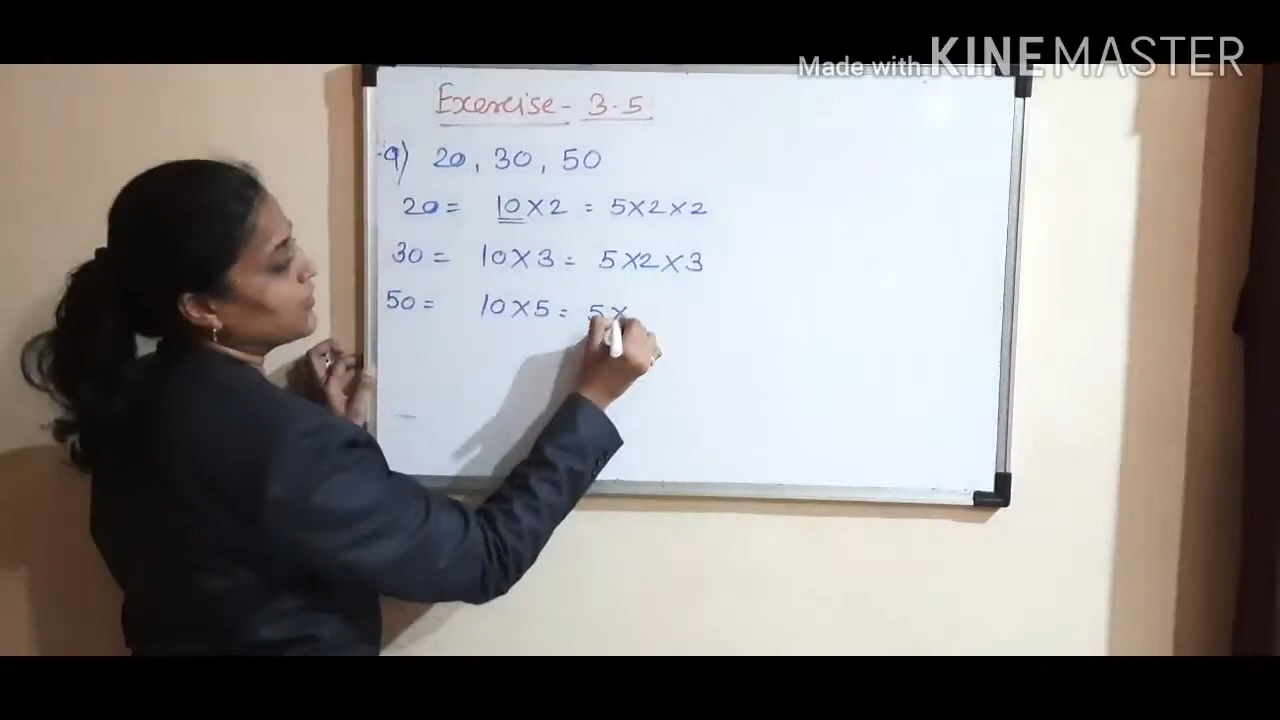 Made with KINEMASTER
Exercise - 3.5
9) 20, 30, 50
20 = 10×2 = 5×2×2
30 = 10×3 = 5×2×3
50 = 10×5 = 5×